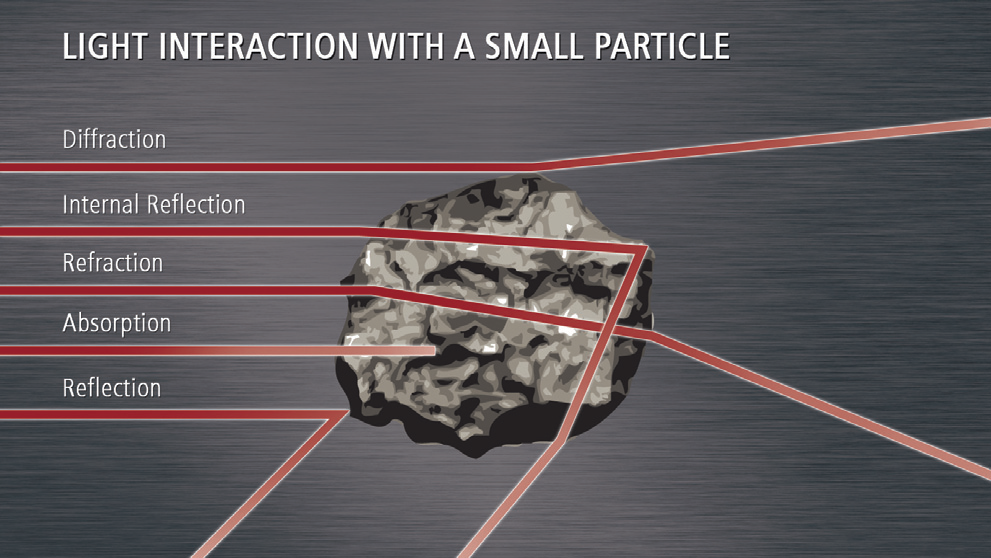 LIGHT INTERACTION WITH A SMALL PARTICLE
Diffraction
Internal Reflection
Refraction
Absorption
Reflection